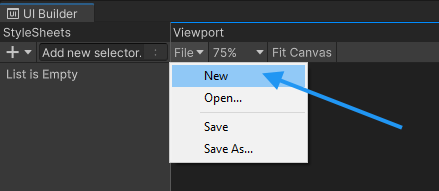 UI Builder
StyleSheets
Add new selector.
List is Empty
Viewport
File 75% Fit Canvas
New
Open...
Save
Save As...